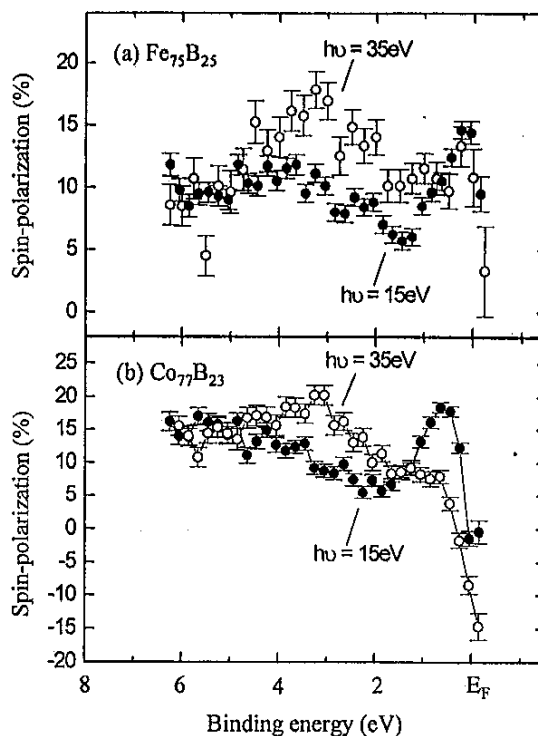 (a) Fe₇₅B₂₅
hυ = 35eV
20
15
10
5
0
Spin-polarization (%)
hυ = 15eV
(b) Co₇₇B₂₃
hυ = 35eV
25
20
15
10
5
0
-5
-10
-15
-20
Spin-polarization (%)
hυ = 15eV
8 6 4 2 E_F
Binding energy (eV)